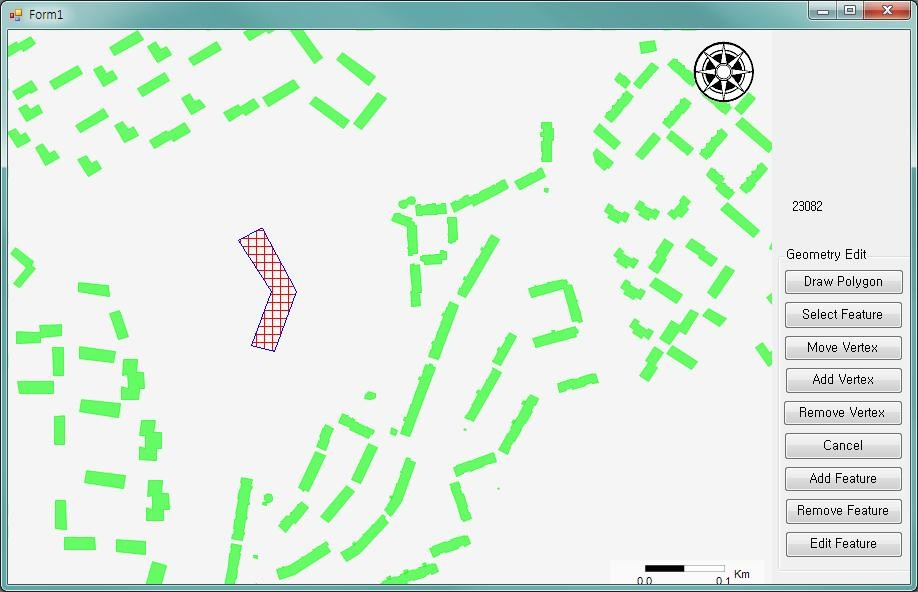 Form1
23082
Geometry Edit
Draw Polygon
Select Feature
Move Vertex
Add Vertex
Remove Vertex
Cancel
Add Feature
Remove Feature
Edit Feature
Km
0.0 0.1